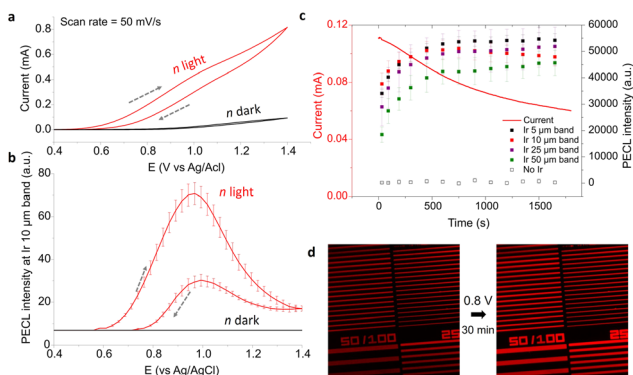 a
Scan rate = 50 mV/s
n light
n dark
Current (mA)
0.8
0.6
0.4
0.2
0.0
0.4 0.6 0.8 1.0 1.2 1.4
E (V vs Ag/AcI)
b
n light
n dark
PECL intensity at Ir 10 μm band (a.u.)
80
60
40
20
0
0.4 0.6 0.8 1.0 1.2 1.4
E (vs Ag/AgCl)
c
Current (mA)
0.12
0.08
0.04
0.00
Current
Ir 5 μm band
Ir 10 μm band
Ir 25 μm band
Ir 50 μm band
No Ir
60000
50000
40000
30000
20000
10000
0
PECL intensity (a.u.)
0 500 1000 1500
Time (s)
d
50/100
25
0.8 V
30 min
50/100
25